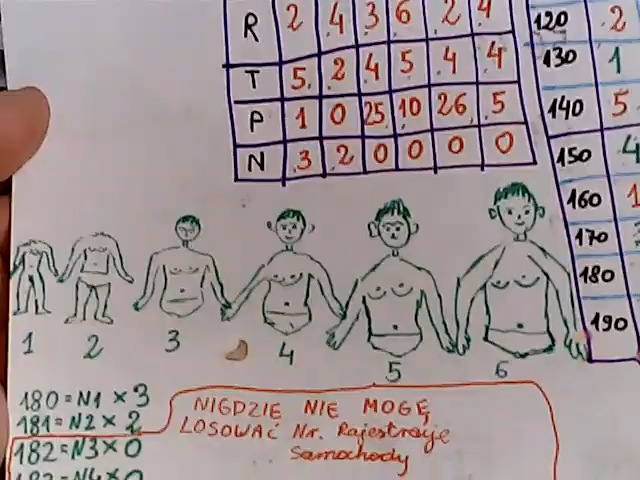 R 2 4 3 6 2 4
T 5 2 4 5 4 4
P 1 0 25 10 26 5
N 3 2 0 0 0 0
120 2
130 1
140 5
150 4
160 1
170
180
190
1 2 3 4 5 6
180 = N1 x 3
181 = N2 x 2
182 = N3 x 0
NIGDZIE NIE MOGĘ
LOSOWAĆ Nr. Rajestracje
Samochody